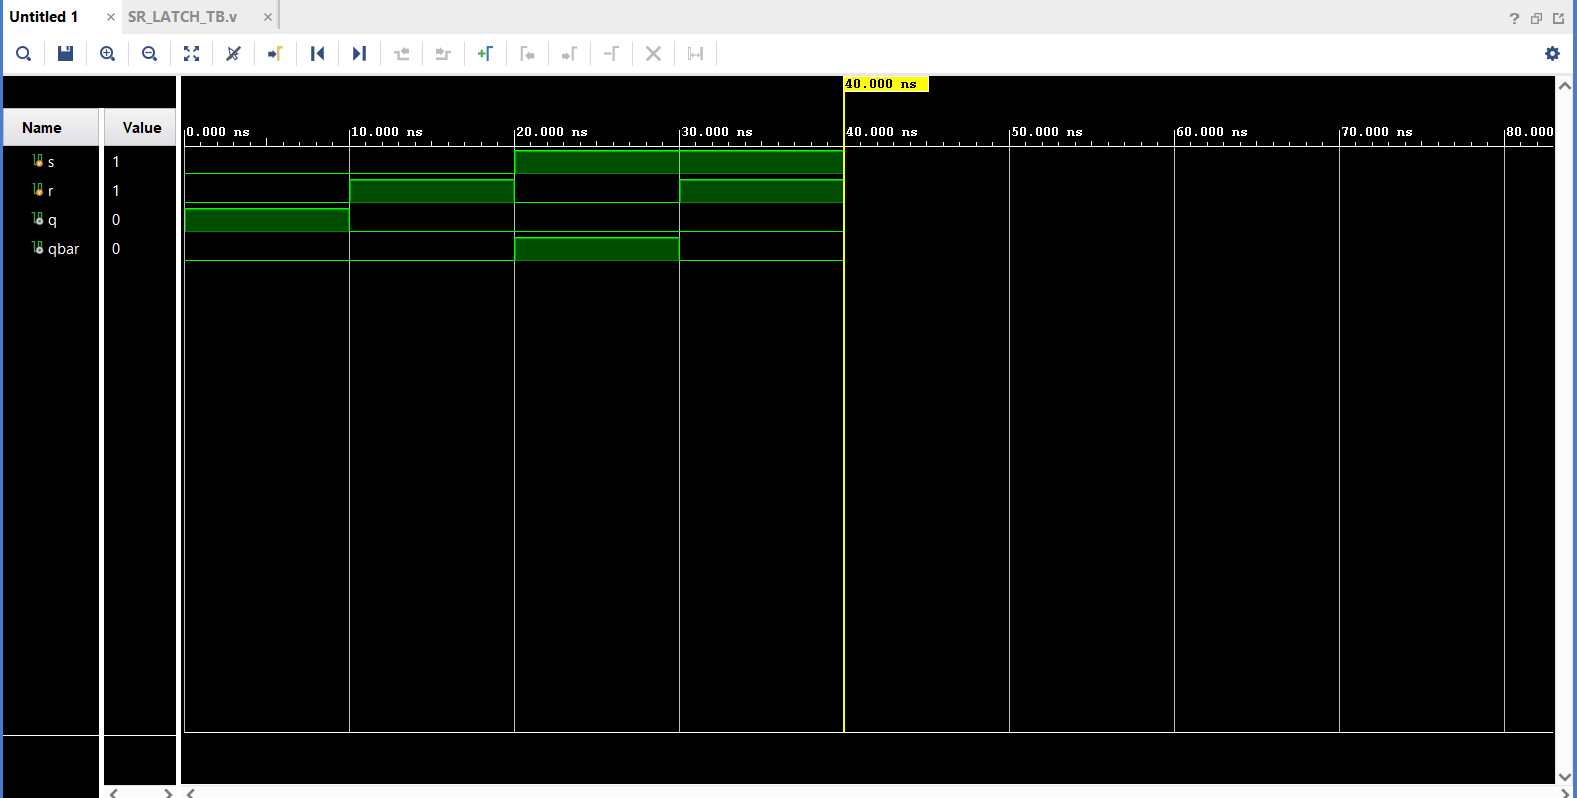 Untitled 1 × SR_LATCH_TB.v ×
?
40.000 ns
Name Value
0.000 ns 10.000 ns 20.000 ns 30.000 ns 40.000 ns 50.000 ns 60.000 ns 70.000 ns 80.000
s 1
r 1
q 0
qbar 0